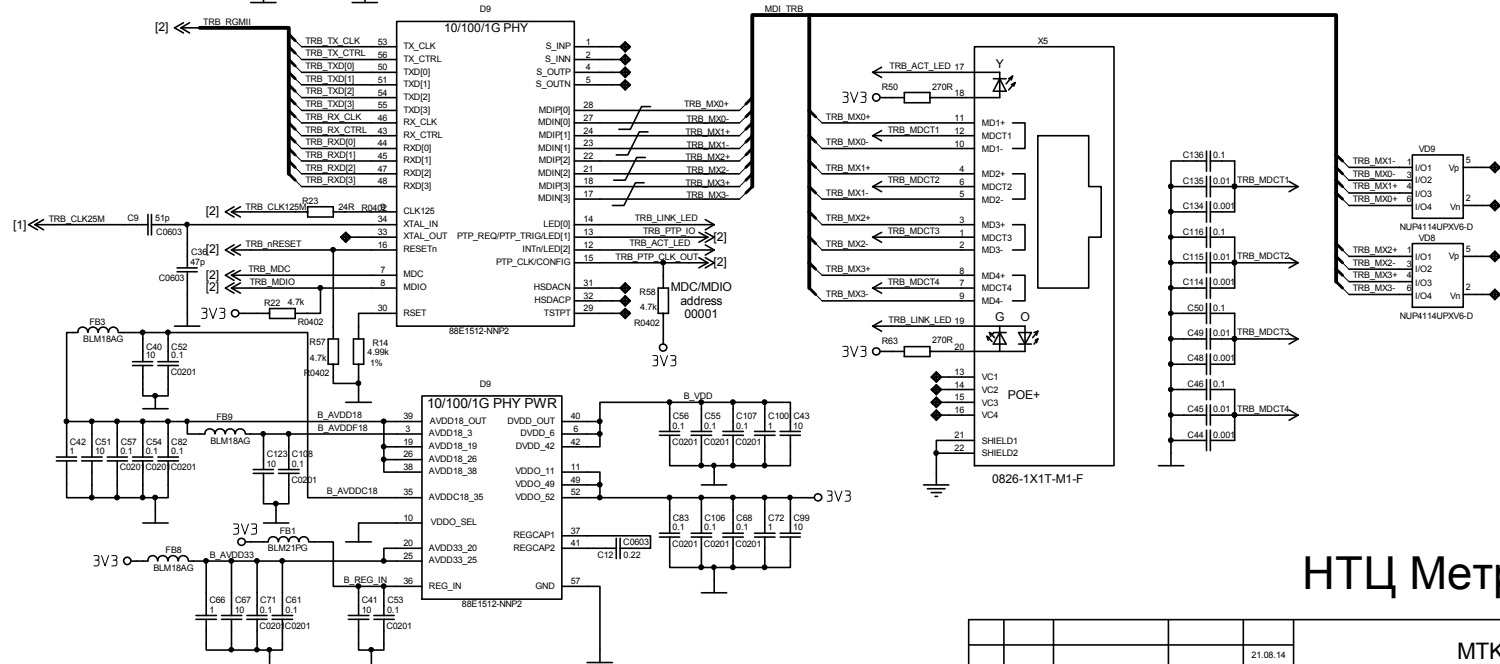 D9
10/100/1G PHY
[2]
TRB_RGMII
TRB_TX_CLK 53 TX_CLK
TRB_TX_CTRL 56 TX_CTRL
TRB_TXD[0] 50 TXD[0]
TRB_TXD[1] 51 TXD[1]
TRB_TXD[2] 54 TXD[2]
TRB_TXD[3] 55 TXD[3]
TRB_RX_CLK 46 RX_CLK
TRB_RX_CTRL 43 RX_CTRL
TRB_RXD[0] 44 RXD[0]
TRB_RXD[1] 45 RXD[1]
TRB_RXD[2] 47 RXD[2]
TRB_RXD[3] 48 RXD[3]
[2] TRB_CLK125M R23 24R R0402 CLK125
[1] TRB_CLK25M C9 51p C0603 34 XTAL_IN
33 XTAL_OUT
C36 47p C0603
[2] TRB_nRESET 16 RESETn
[2] TRB_MDC 7 MDC
[2] TRB_MDIO 8 MDIO
3V3 R22 4.7k R0402
30 RSET
R57 4.7k R0402
R14 4.99k 1%
S_INP 1
S_INN 2
S_OUTP 4
S_OUTN 5
MDIP[0] 28 TRB_MX0+
MDIN[0] 27 TRB_MX0-
MDIP[1] 24 TRB_MX1+
MDIN[1] 23 TRB_MX1-
MDIP[2] 22 TRB_MX2+
MDIN[2] 21 TRB_MX2-
MDIP[3] 18 TRB_MX3+
MDIN[3] 17 TRB_MX3-
LED[0] 14 TRB_LINK_LED
PTP_REQ/PTP_TRIG/LED[1] 13 TRB_PTP_IO [2]
INTn/LED[2] 12 TRB_ACT_LED
PTP_CLK/CONFIG 15 TRB_PTP_CLK_OUT [2]
HSDACN 31
HSDACP 32
TSTPT 29
88E1512-NNP2
R58 4.7k R0402
3V3
MDC/MDIO
address
00001
MDI_TRB
X5
TRB_ACT_LED 17
Y
3V3 R50 270R 18
TRB_MX0+ 11 MD1+
TRB_MDCT1 12 MDCT1
TRB_MX0- 10 MD1-
TRB_MX1+ 4 MD2+
TRB_MDCT2 6 MDCT2
TRB_MX1- 5 MD2-
TRB_MX2+ 3 MD3+
TRB_MDCT3 1 MDCT3
TRB_MX2- 2 MD3-
TRB_MX3+ 8 MD4+
TRB_MDCT4 7 MDCT4
TRB_MX3- 9 MD4-
TRB_LINK_LED 19
G O
3V3 R63 270R 20
13 VC1
14 VC2
15 VC3
16 VC4
POE+
21 SHIELD1
22 SHIELD2
0826-1X1T-M1-F
C136 0.1
C135 0.01 TRB_MDCT1
C134 0.001
C116 0.1
C115 0.01 TRB_MDCT2
C114 0.001
C50 0.1
C49 0.01 TRB_MDCT3
C48 0.001
C46 0.1
C45 0.01 TRB_MDCT4
C44 0.001
VD9
TRB_MX1- 1 I/O1 Vp 5
TRB_MX0- 3 I/O2
TRB_MX1+ 4 I/O3
TRB_MX0+ 6 I/O4 Vn 2
NUP4114UPXV6-D
VD8
TRB_MX2+ 1 I/O1 Vp 5
TRB_MX2- 3 I/O2
TRB_MX3+ 4 I/O3
TRB_MX3- 6 I/O4 Vn 2
NUP4114UPXV6-D
FB3
BLM18AG
C40 10
C52 0.1 C0201
FB9
BLM18AG
C42 1
C51 10
C57 0.1 C0201
C54 0.1 C0201
C82 0.1 C0201
C123 10
C108 0.1 C0201
D9
10/100/1G PHY PWR
B_AVDD18 39 AVDD18_OUT
B_AVDDF18 3 AVDD18_3
19 AVDD18_19
26 AVDD18_26
38 AVDD18_38
B_AVDDC18 35 AVDDC18_35
10 VDDO_SEL
20 AVDD33_20
25 AVDD33_25
B_REG_IN 36 REG_IN
3V3 FB1 BLM21PG
3V3 FB8 BLM18AG B_AVDD33
C66 1
C67 10
C71 0.1 C0201
C61 0.1 C0201
C41 10
C53 0.1 C0201
DVDD_OUT 40
DVDD_6 6
DVDD_42 42
VDDO_11 11
VDDO_49 49
VDDO_52 52
REGCAP1 37
REGCAP2 41
GND 57
88E1512-NNP2
C12 0.22 C0603
B_VDD
C56 0.1 C0201
C55 0.1 C0201
C107 0.1 C0201
C100 1
C43 10
3V3
C83 0.1 C0201
C106 0.1 C0201
C68 0.1 C0201
C72 1
C99 10
НТЦ Метр
21.08.14
МТК